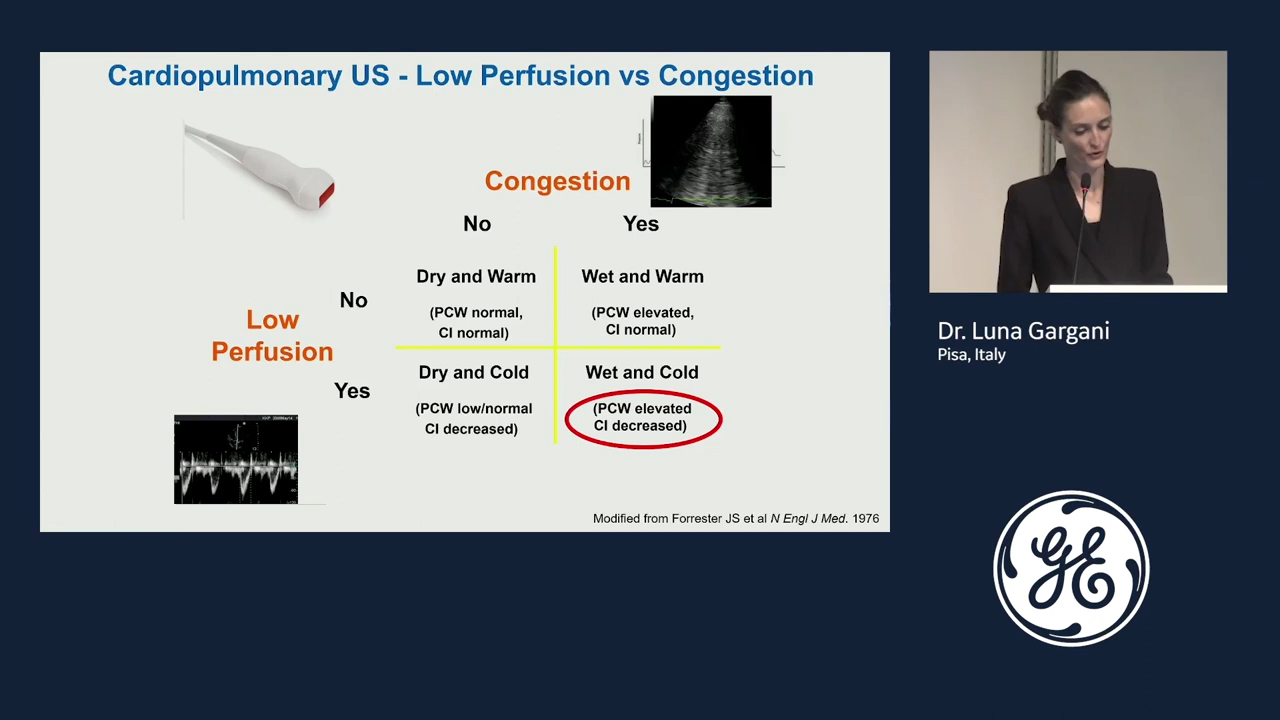 Cardiopulmonary US - Low Perfusion vs Congestion
Congestion
No
Yes
Dry and Warm
Wet and Warm
(PCW normal,
CI normal)
(PCW elevated,
CI normal)
No
Low
Perfusion
Yes
Dry and Cold
Wet and Cold
(PCW low/normal
CI decreased)
(PCW elevated
CI decreased)
Modified from Forrester JS et al N Engl J Med. 1976
Dr. Luna Gargani
Pisa, Italy
GE